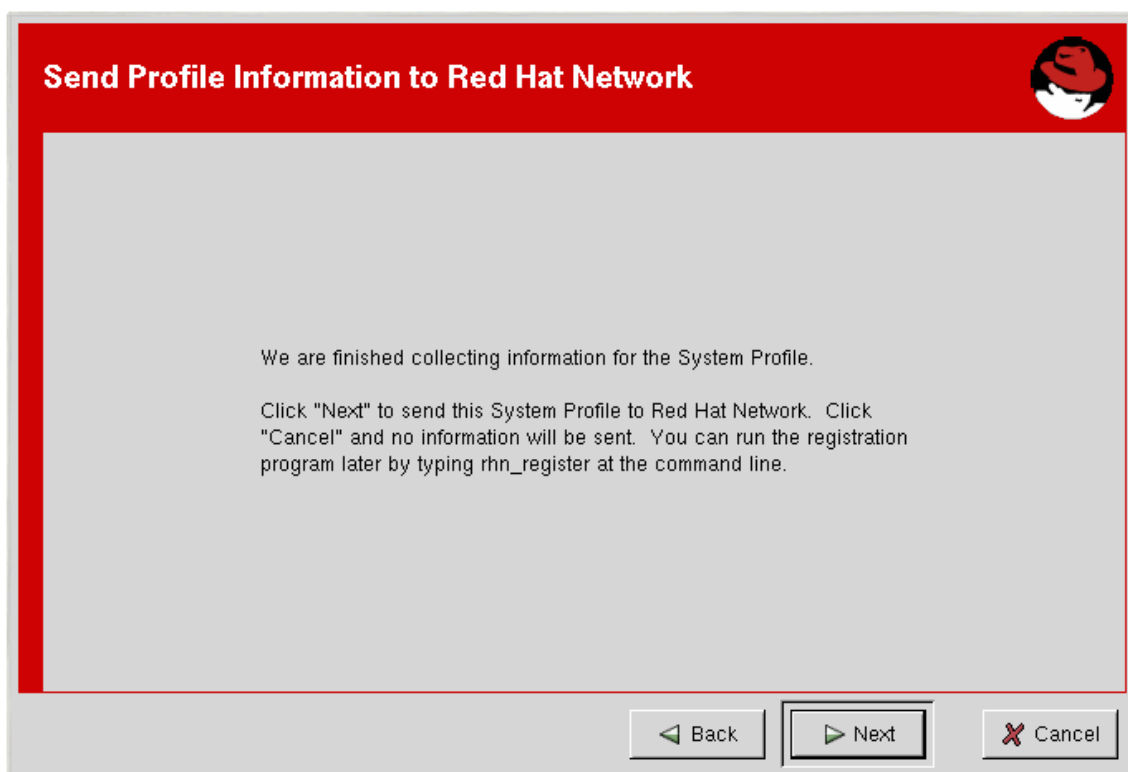 Send Profile Information to Red Hat Network
We are finished collecting information for the System Profile.
Click "Next" to send this System Profile to Red Hat Network.  Click
"Cancel" and no information will be sent.  You can run the registration
program later by typing rhn_register at the command line.
Back
Next
Cancel